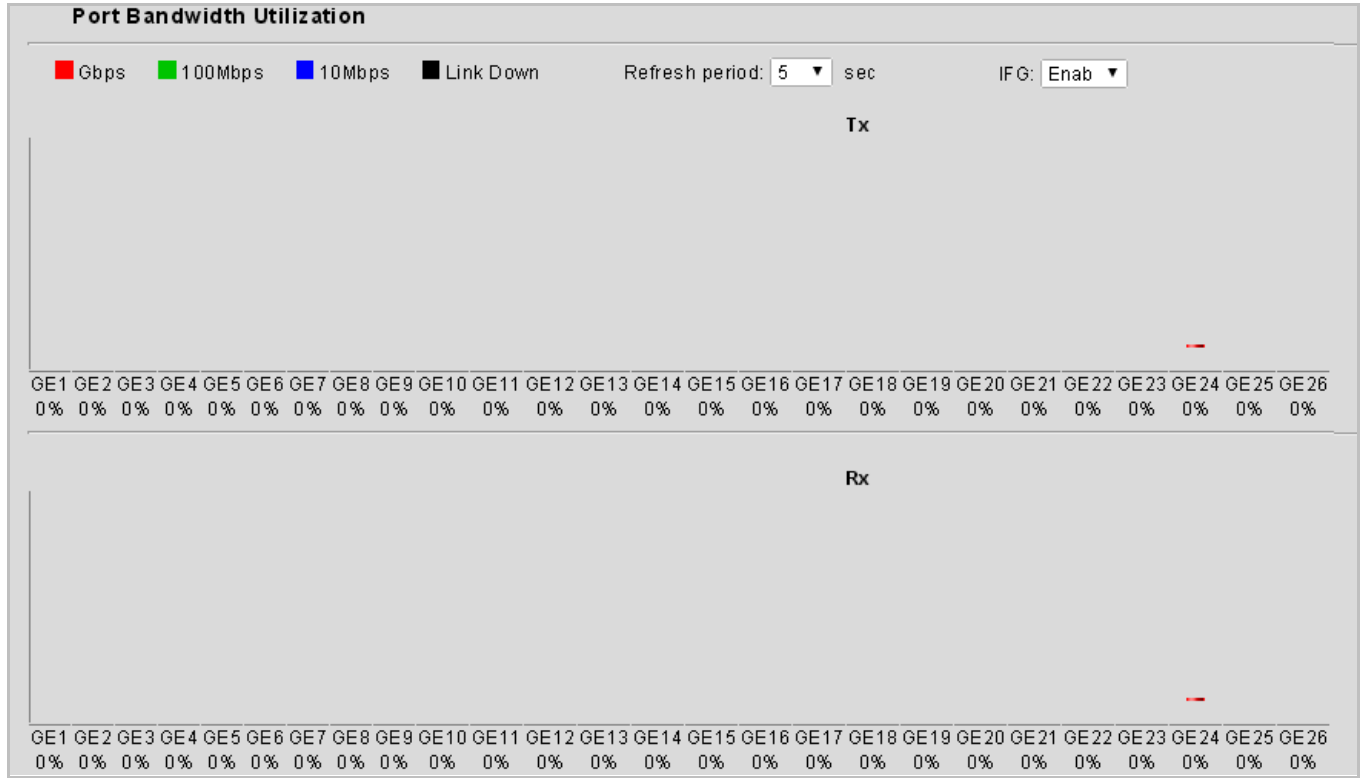 Port Bandwidth Utilization
Gbps 100Mbps 10Mbps Link Down Refresh period: 5 sec IFG: Enab
Tx
GE1 GE2 GE3 GE4 GE5 GE6 GE7 GE8 GE9 GE10 GE11 GE12 GE13 GE14 GE15 GE16 GE17 GE18 GE19 GE20 GE21 GE22 GE23 GE24 GE25 GE26
0% 0% 0% 0% 0% 0% 0% 0% 0% 0% 0% 0% 0% 0% 0% 0% 0% 0% 0% 0% 0% 0% 0% 0% 0% 0%
Rx
GE1 GE2 GE3 GE4 GE5 GE6 GE7 GE8 GE9 GE10 GE11 GE12 GE13 GE14 GE15 GE16 GE17 GE18 GE19 GE20 GE21 GE22 GE23 GE24 GE25 GE26
0% 0% 0% 0% 0% 0% 0% 0% 0% 0% 0% 0% 0% 0% 0% 0% 0% 0% 0% 0% 0% 0% 0% 0% 0% 0%